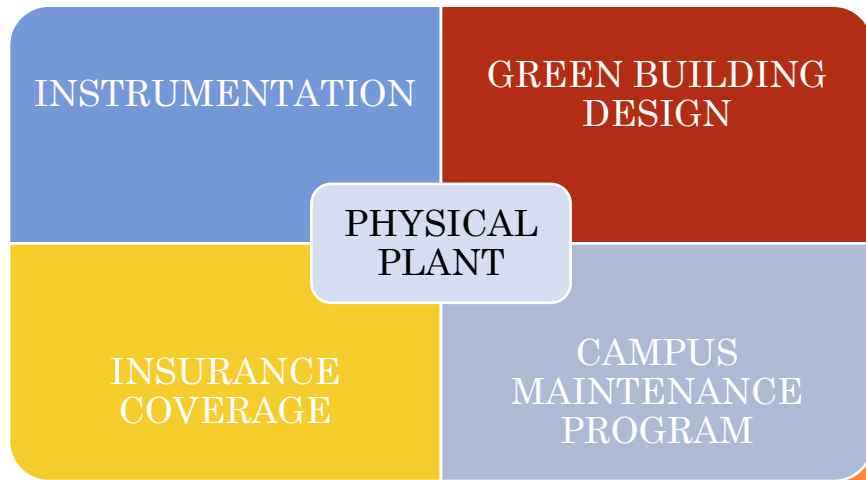 INSTRUMENTATION
GREEN BUILDING
DESIGN
PHYSICAL
PLANT
INSURANCE
COVERAGE
CAMPUS
MAINTENANCE
PROGRAM